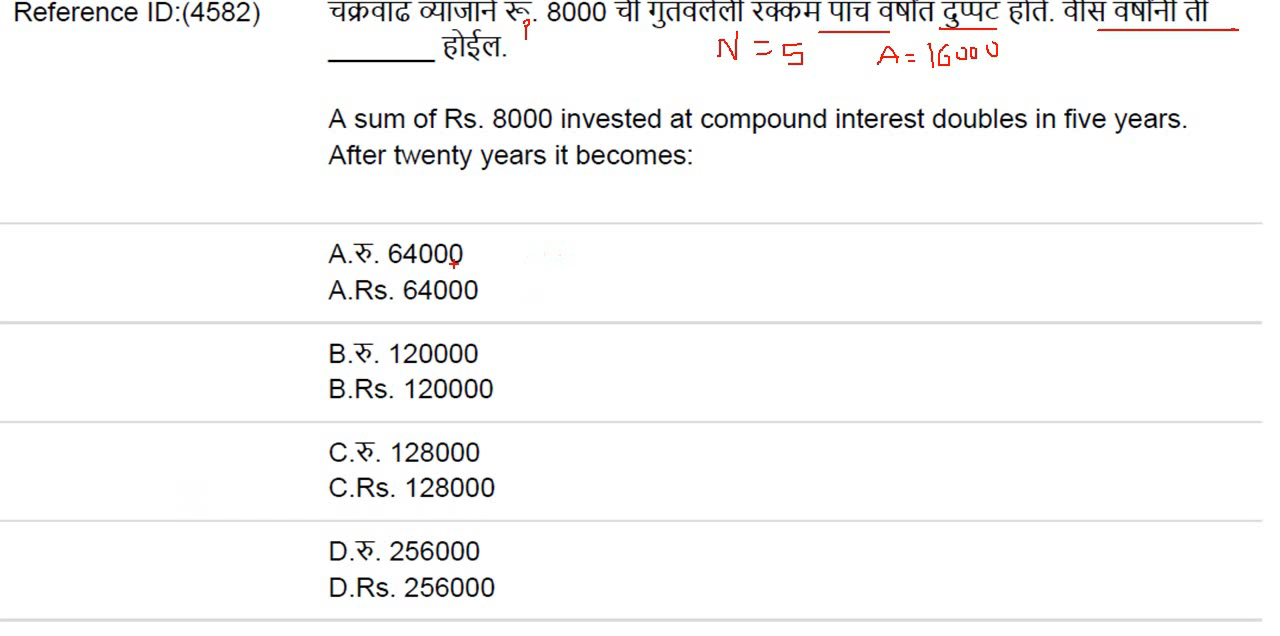 Reference ID:(4582)
चक्रवाढ व्याजाने रू. 8000 ची गुंतवलेली रक्कम पाच वर्षात दुप्पट होते. वीस वर्षांनी ती
_______ होईल.
P
N = 5
A = 16000
A sum of Rs. 8000 invested at compound interest doubles in five years.
After twenty years it becomes:
A.रु. 64000
A.Rs. 64000
B.रु. 120000
B.Rs. 120000
C.रु. 128000
C.Rs. 128000
D.रु. 256000
D.Rs. 256000